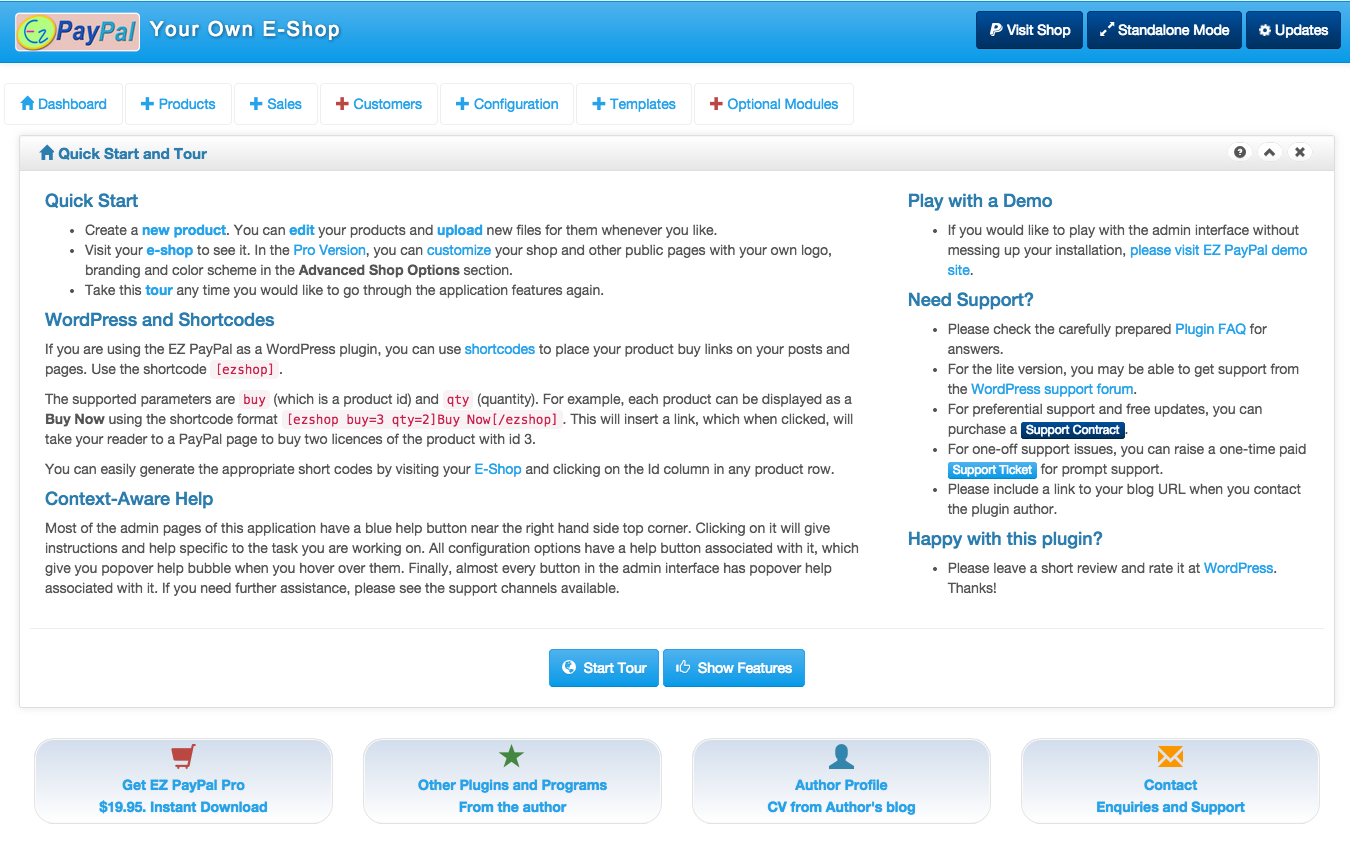 Ez PayPal Your Own E-Shop
Visit Shop
Standalone Mode
Updates
Dashboard
Products
Sales
Customers
Configuration
Templates
Optional Modules
Quick Start and Tour
Quick Start
Create a new product. You can edit your products and upload new files for them whenever you like.
Visit your e-shop to see it. In the Pro Version, you can customize your shop and other public pages with your own logo,
branding and color scheme in the Advanced Shop Options section.
Take this tour any time you would like to go through the application features again.
WordPress and Shortcodes
If you are using the EZ PayPal as a WordPress plugin, you can use shortcodes to place your product buy links on your posts and
pages. Use the shortcode [ezshop].
The supported parameters are buy (which is a product id) and qty (quantity). For example, each product can be displayed as a
Buy Now using the shortcode format [ezshop buy=3 qty=2]Buy Now[/ezshop]. This will insert a link, which when clicked, will
take your reader to a PayPal page to buy two licences of the product with id 3.
You can easily generate the appropriate short codes by visiting your E-Shop and clicking on the Id column in any product row.
Context-Aware Help
Most of the admin pages of this application have a blue help button near the right hand side top corner. Clicking on it will give
instructions and help specific to the task you are working on. All configuration options have a help button associated with it, which
give you popover help bubble when you hover over them. Finally, almost every button in the admin interface has popover help
associated with it. If you need further assistance, please see the support channels available.
Play with a Demo
If you would like to play with the admin interface without
messing up your installation, please visit EZ PayPal demo
site.
Need Support?
Please check the carefully prepared Plugin FAQ for
answers.
For the lite version, you may be able to get support from
the WordPress support forum.
For preferential support and free updates, you can
purchase a Support Contract.
For one-off support issues, you can raise a one-time paid
Support Ticket for prompt support.
Please include a link to your blog URL when you contact
the plugin author.
Happy with this plugin?
Please leave a short review and rate it at WordPress.
Thanks!
Start Tour
Show Features
Get EZ PayPal Pro
$19.95. Instant Download
Other Plugins and Programs
From the author
Author Profile
CV from Author's blog
Contact
Enquiries and Support